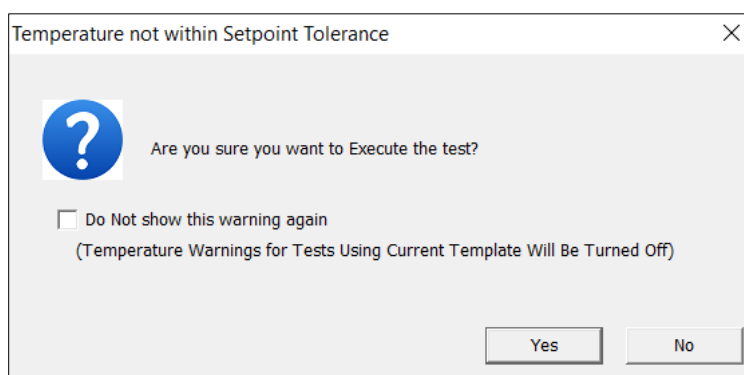 Temperature not within Setpoint Tolerance
Are you sure you want to Execute the test?
Do Not show this warning again
(Temperature Warnings for Tests Using Current Template Will Be Turned Off)
Yes
No